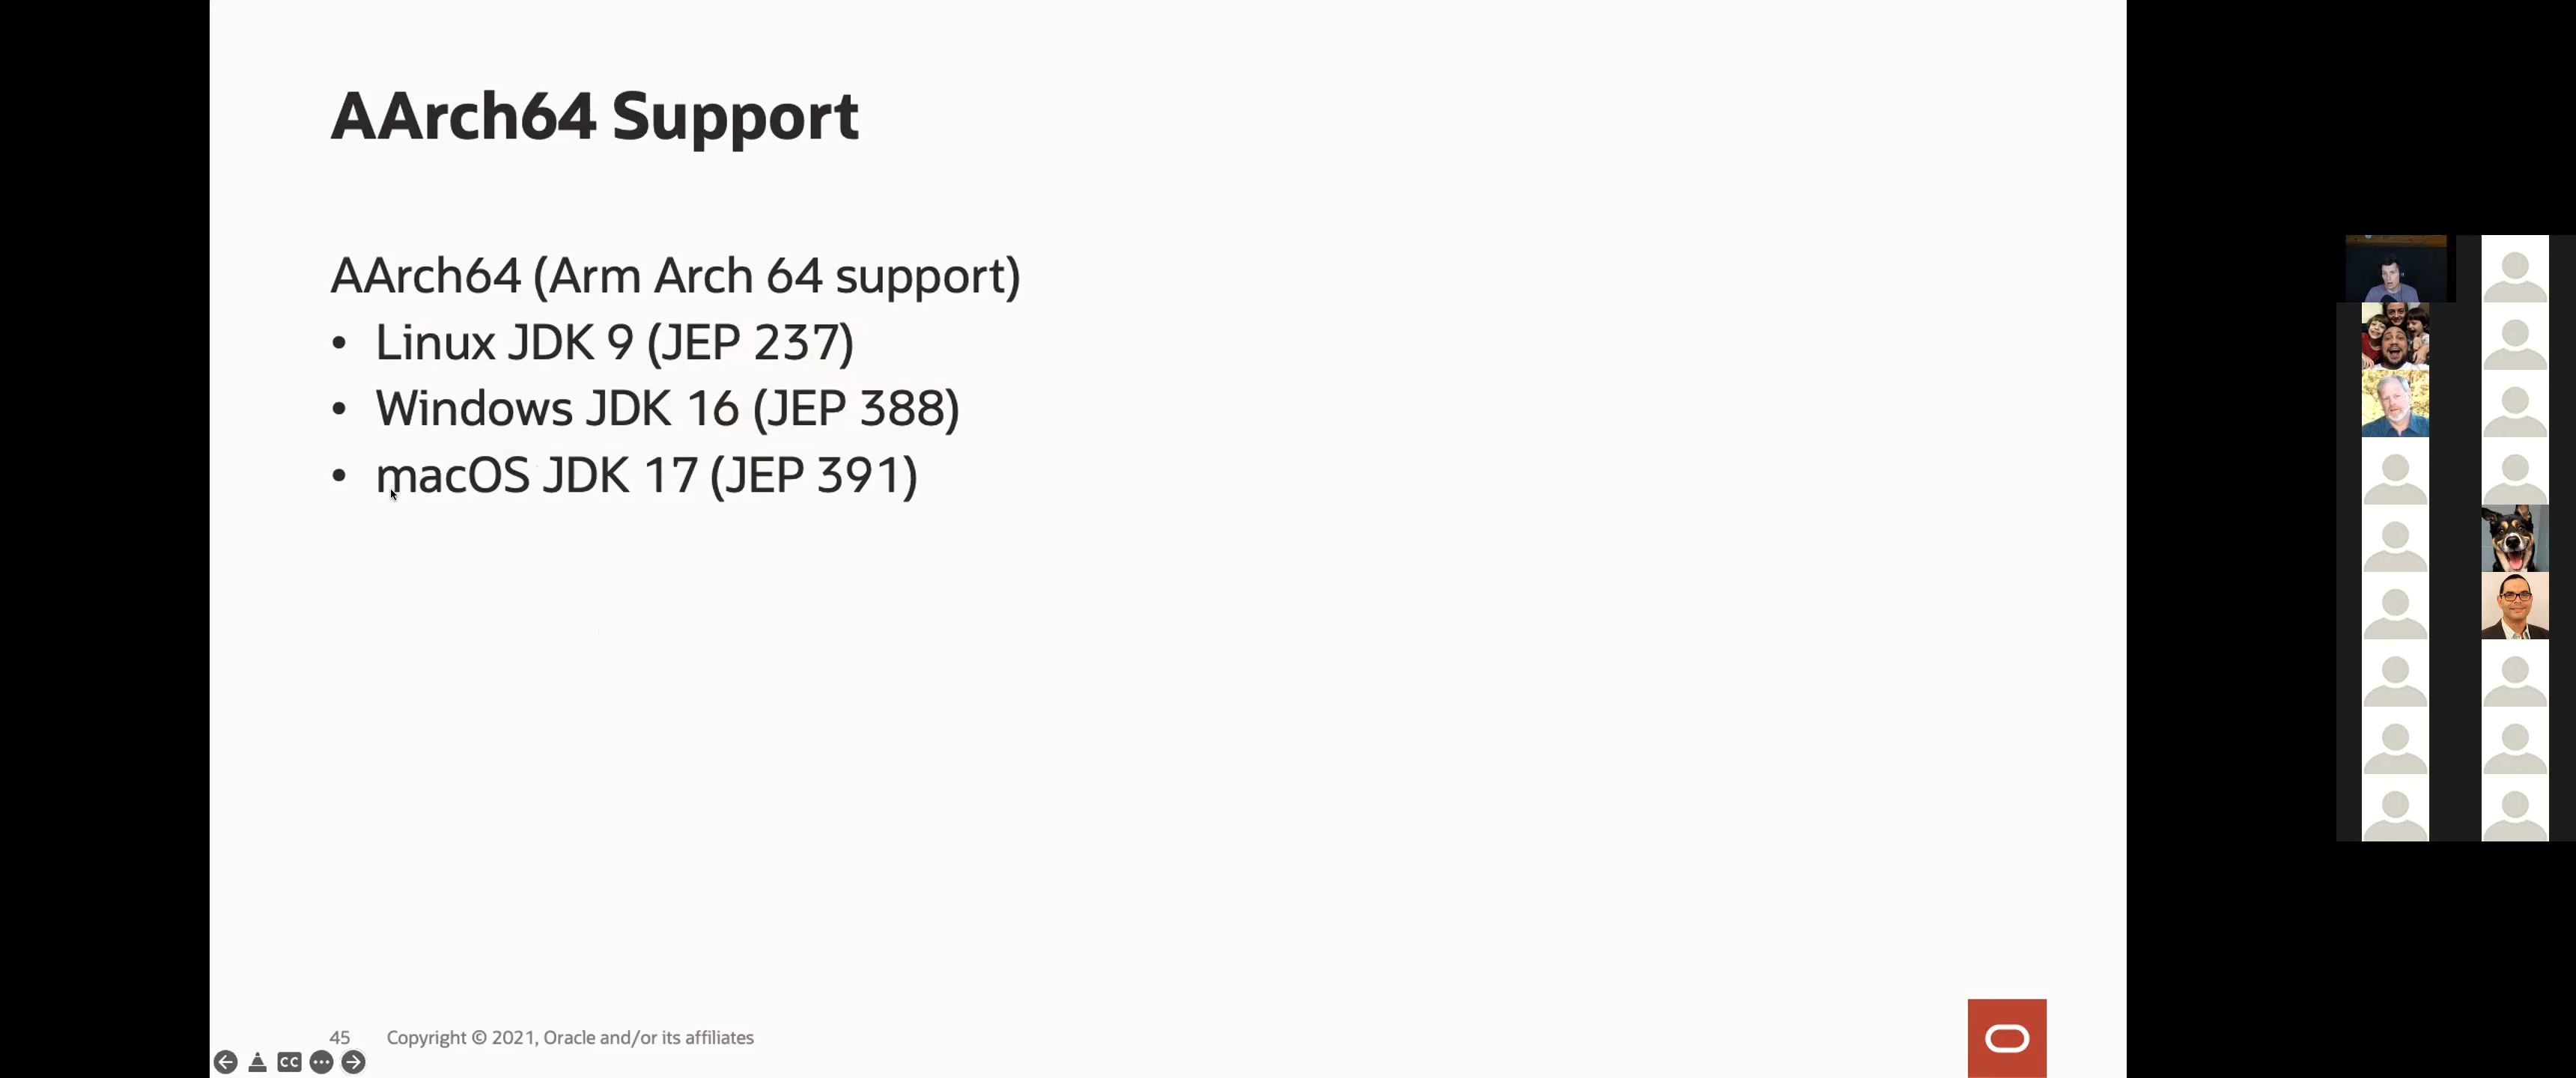 AArch64 Support
AArch64 (Arm Arch 64 support)
• Linux JDK 9 (JEP 237)
• Windows JDK 16 (JEP 388)
• macOS JDK 17 (JEP 391)
45 Copyright © 2021, Oracle and/or its affiliates
CC